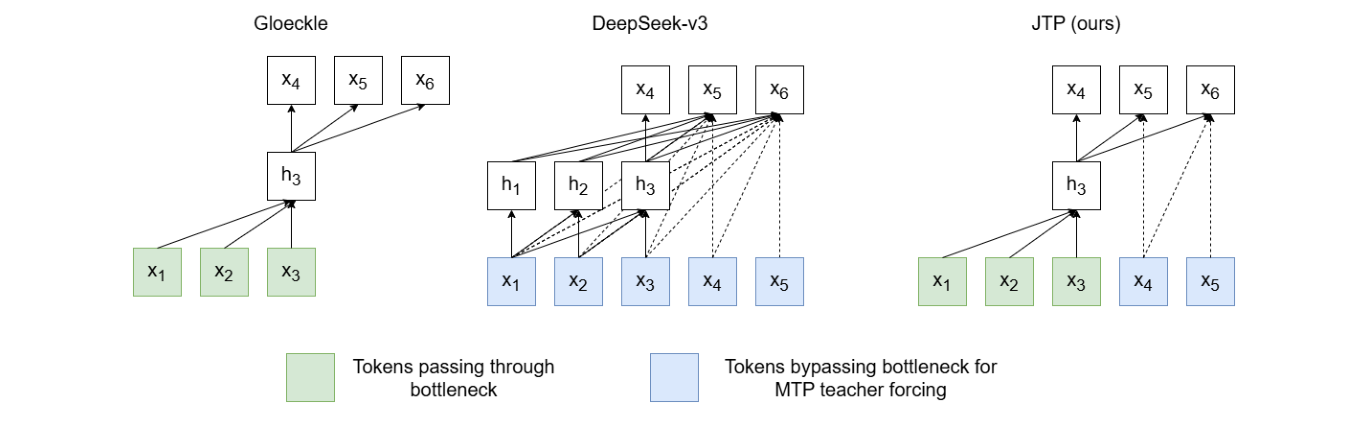 Gloeckle
DeepSeek-v3
JTP (ours)
x4 x5 x6
h3
x1 x2 x3
x4 x5 x6
h1 h2 h3
x1 x2 x3 x4 x5
x4 x5 x6
h3
x1 x2 x3 x4 x5
Tokens passing through
bottleneck
Tokens bypassing bottleneck for
MTP teacher forcing